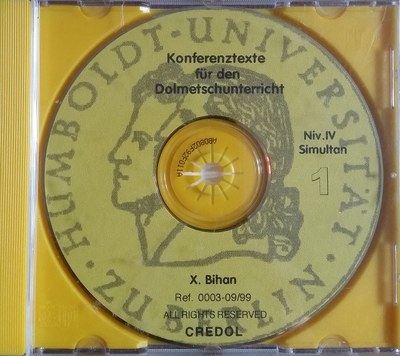 HUMBOLDT-UNIVERSITÄT
· ZU BERLIN ·
Konferenztexte
für den
Dolmetschunterricht
Niv.IV
Simultan
1
X. Bihan
Ref. 0003-09/99
ALL RIGHTS RESERVED
CREDOL